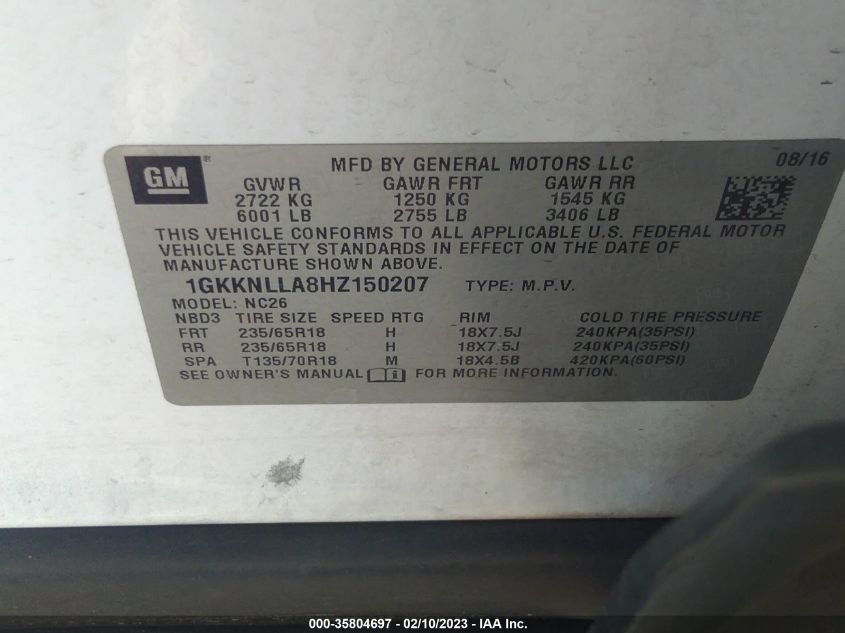 GM ®
MFD BY GENERAL MOTORS LLC 08/16
GVWR GAWR FRT GAWR RR
2722 KG 1250 KG 1545 KG
6001 LB 2755 LB 3406 LB
THIS VEHICLE CONFORMS TO ALL APPLICABLE U.S. FEDERAL MOTOR
VEHICLE SAFETY STANDARDS IN EFFECT ON THE DATE OF
MANUFACTURE SHOWN ABOVE.
1GKKNLLA8HZ150207 TYPE: M.P.V.
MODEL: NC26
NBD3 TIRE SIZE SPEED RTG RIM COLD TIRE PRESSURE
FRT 235/65R18 H 18X7.5J 240KPA(35PSI)
RR 235/65R18 H 18X7.5J 240KPA(35PSI)
SPA T135/70R18 M 18X4.5B 420KPA(60PSI)
SEE OWNER'S MANUAL i FOR MORE INFORMATION.
000-35804697 - 02/10/2023 - IAA Inc.